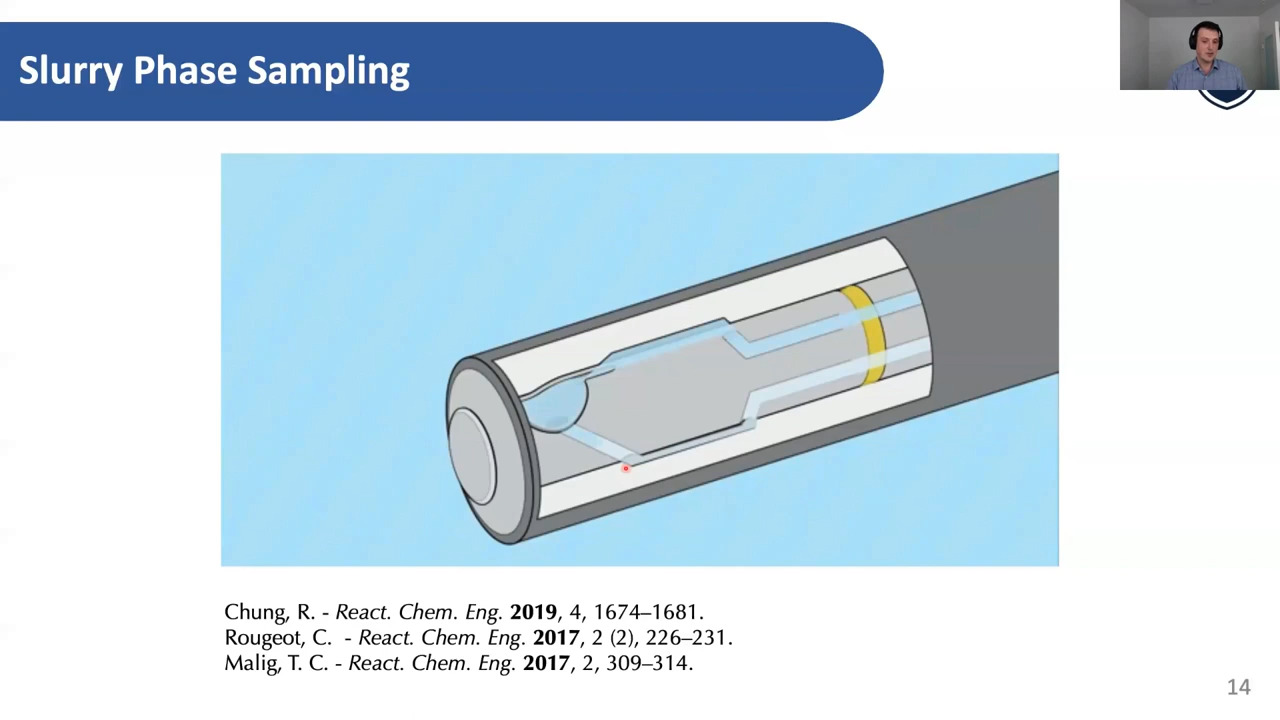 Slurry Phase Sampling
Chung, R. - React. Chem. Eng. 2019, 4, 1674–1681.
Rougeot, C. - React. Chem. Eng. 2017, 2 (2), 226–231.
Malig, T. C. - React. Chem. Eng. 2017, 2, 309–314.
14